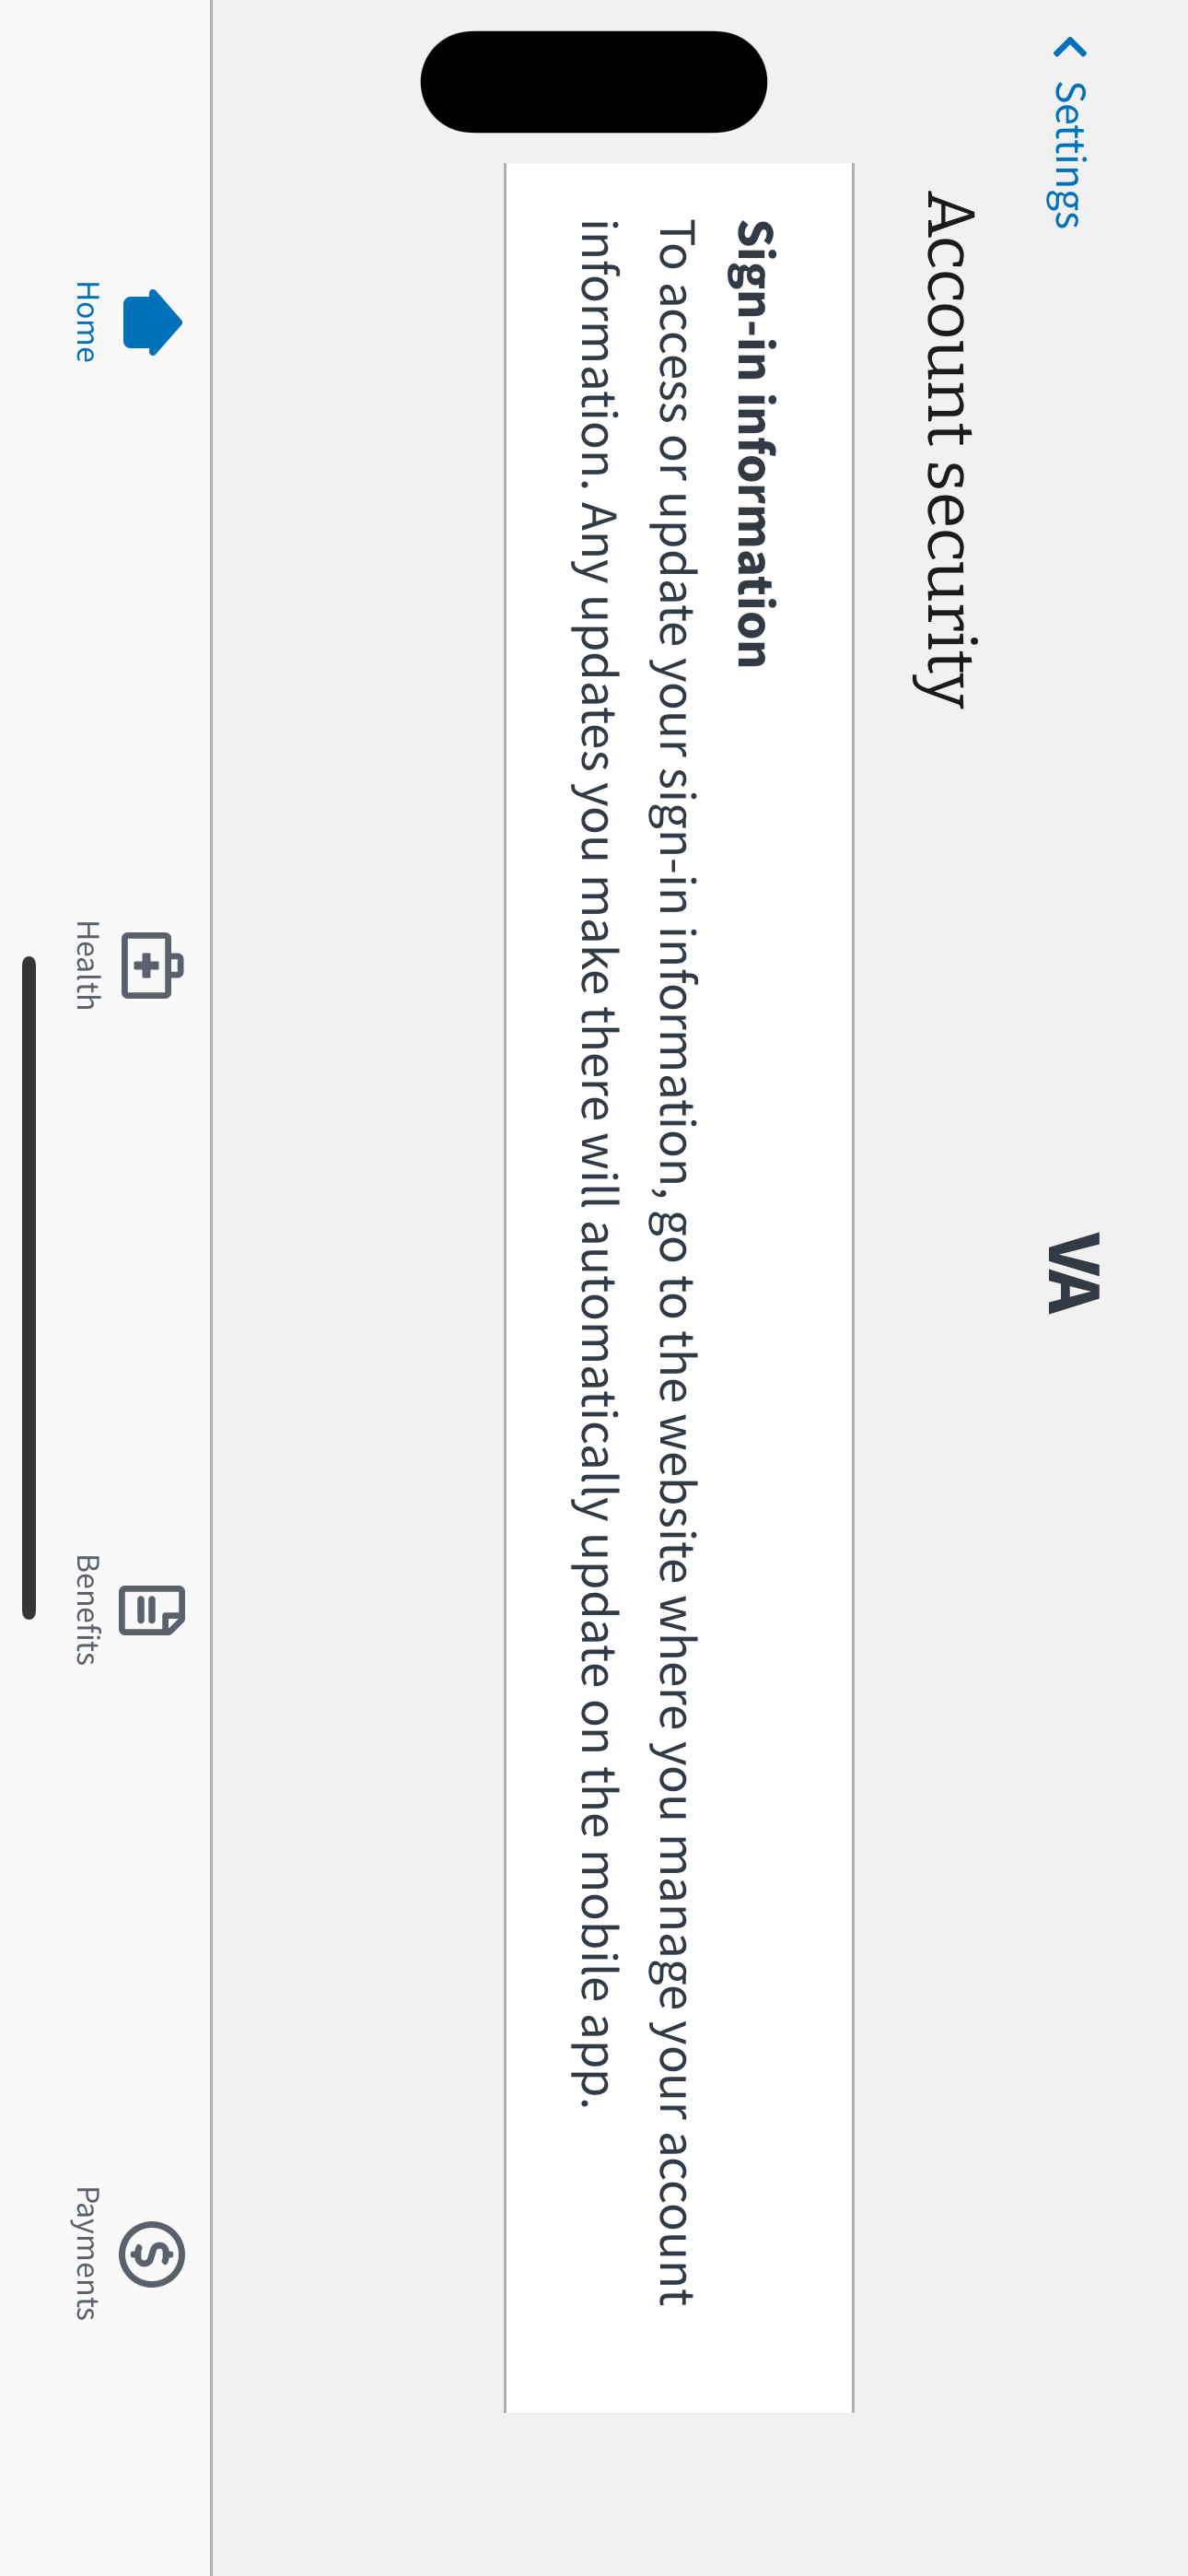 Settings
VA
Account security
Sign-in information
To access or update your sign-in information, go to the website where you manage your account
information. Any updates you make there will automatically update on the mobile app.
Home
Health
Benefits
Payments